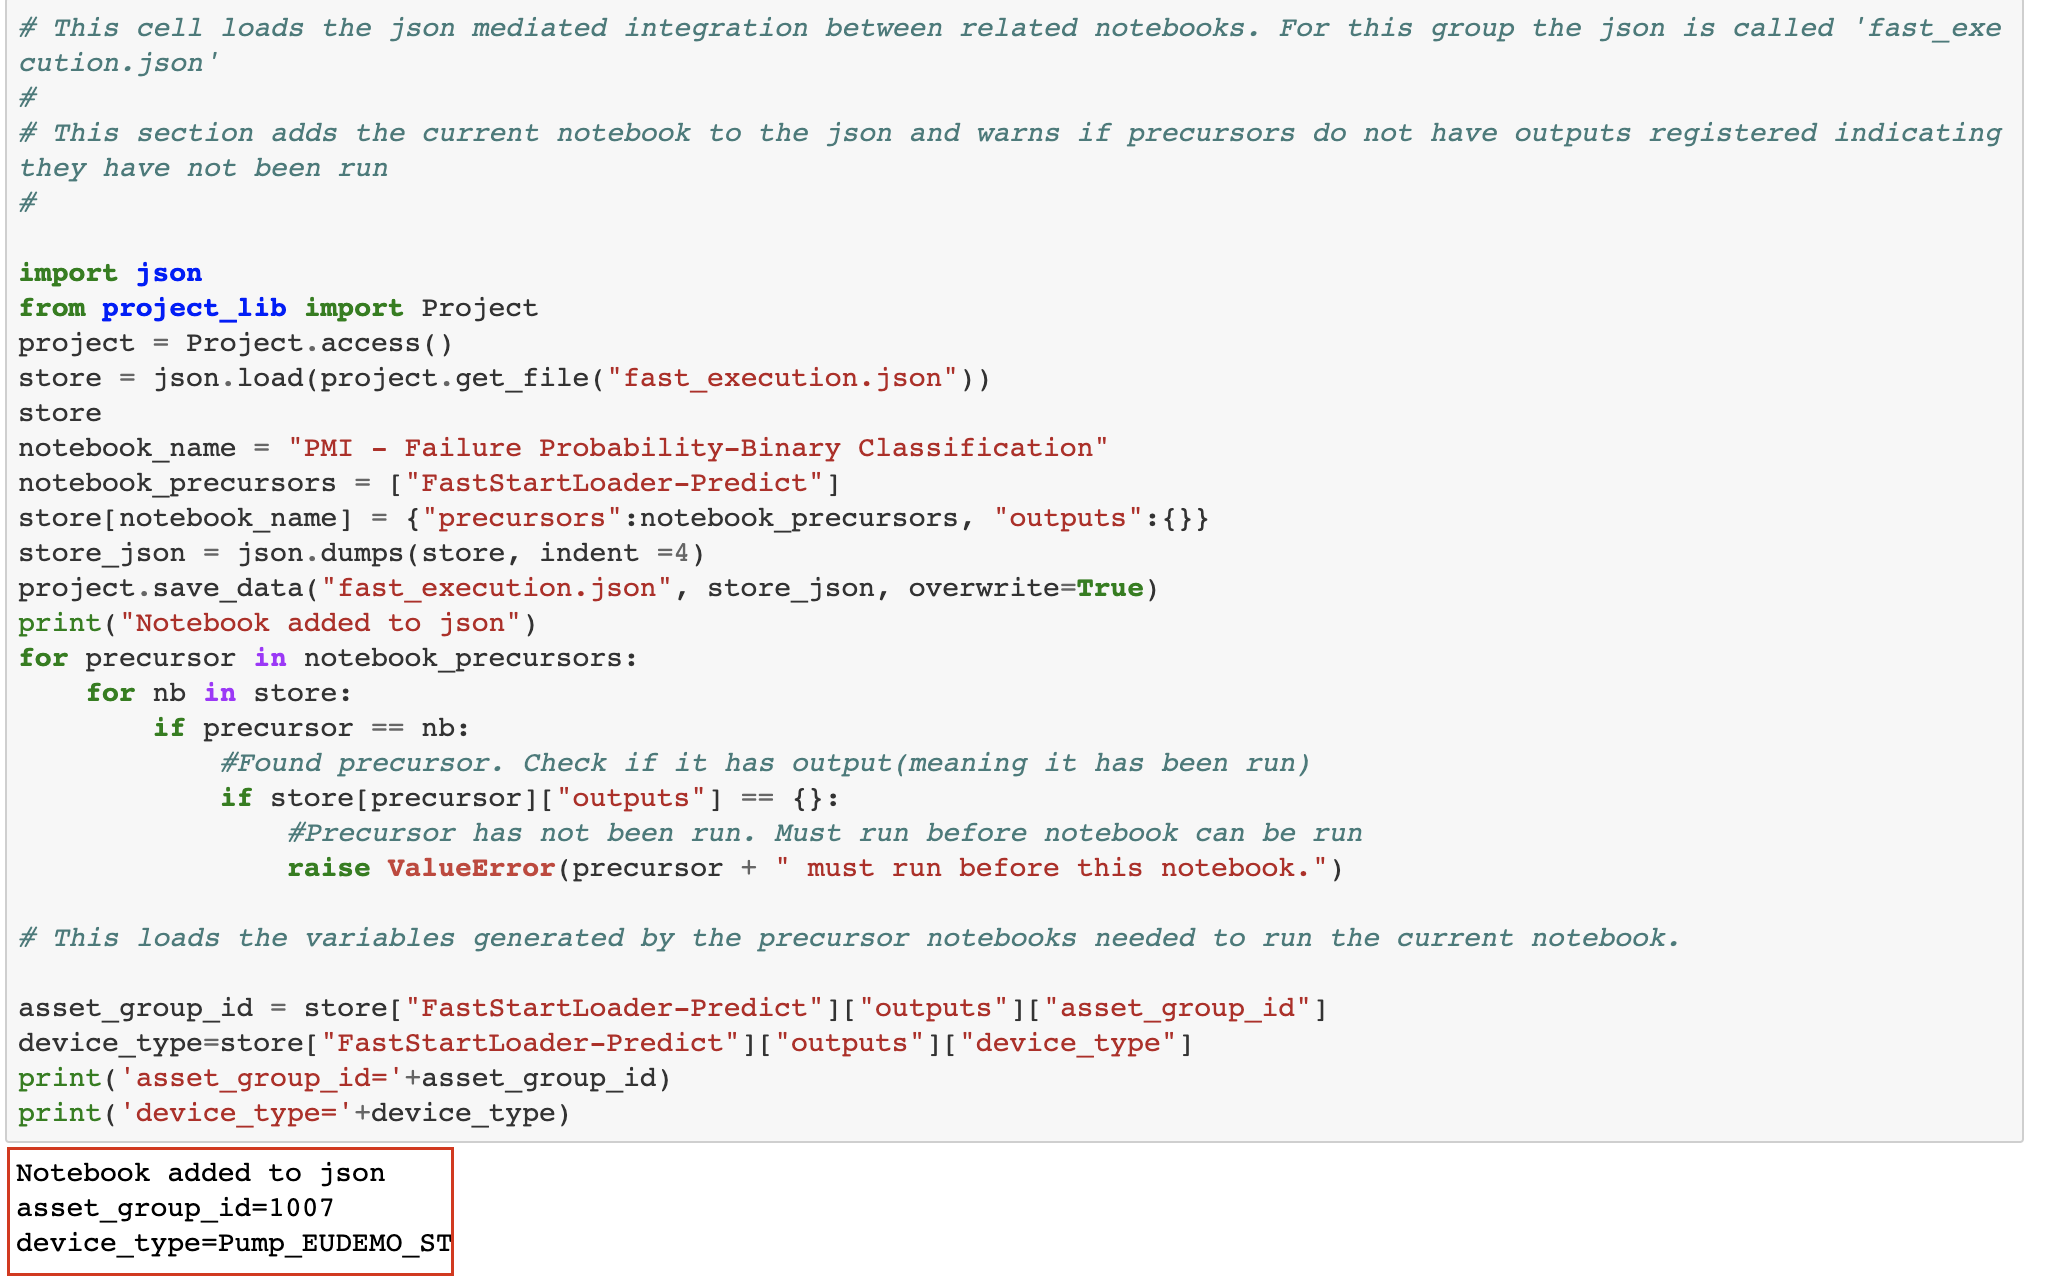 # This cell loads the json mediated integration between related notebooks. For this group the json is called 'fast_exe
cution.json'
#
# This section adds the current notebook to the json and warns if precursors do not have outputs registered indicating
they have not been run
#

import json
from project_lib import Project
project = Project.access()
store = json.load(project.get_file("fast_execution.json"))
store
notebook_name = "PMI - Failure Probability-Binary Classification"
notebook_precursors = ["FastStartLoader-Predict"]
store[notebook_name] = {"precursors":notebook_precursors, "outputs":{}}
store_json = json.dumps(store, indent =4)
project.save_data("fast_execution.json", store_json, overwrite=True)
print("Notebook added to json")
for precursor in notebook_precursors:
    for nb in store:
        if precursor == nb:
            #Found precursor. Check if it has output(meaning it has been run)
            if store[precursor]["outputs"] == {}:
                #Precursor has not been run. Must run before notebook can be run
                raise ValueError(precursor + " must run before this notebook.")

# This loads the variables generated by the precursor notebooks needed to run the current notebook.

asset_group_id = store["FastStartLoader-Predict"]["outputs"]["asset_group_id"]
device_type=store["FastStartLoader-Predict"]["outputs"]["device_type"]
print('asset_group_id='+asset_group_id)
print('device_type='+device_type)
Notebook added to json
asset_group_id=1007
device_type=Pump_EUDEMO_ST